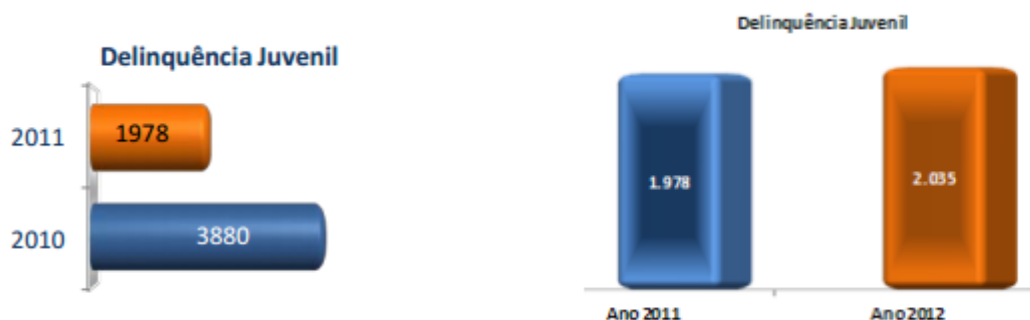 Delinquência Juvenil
2011
1978
2010
3880
Delinquência Juvenil
1.978
2.035
Ano 2011
Ano 2012